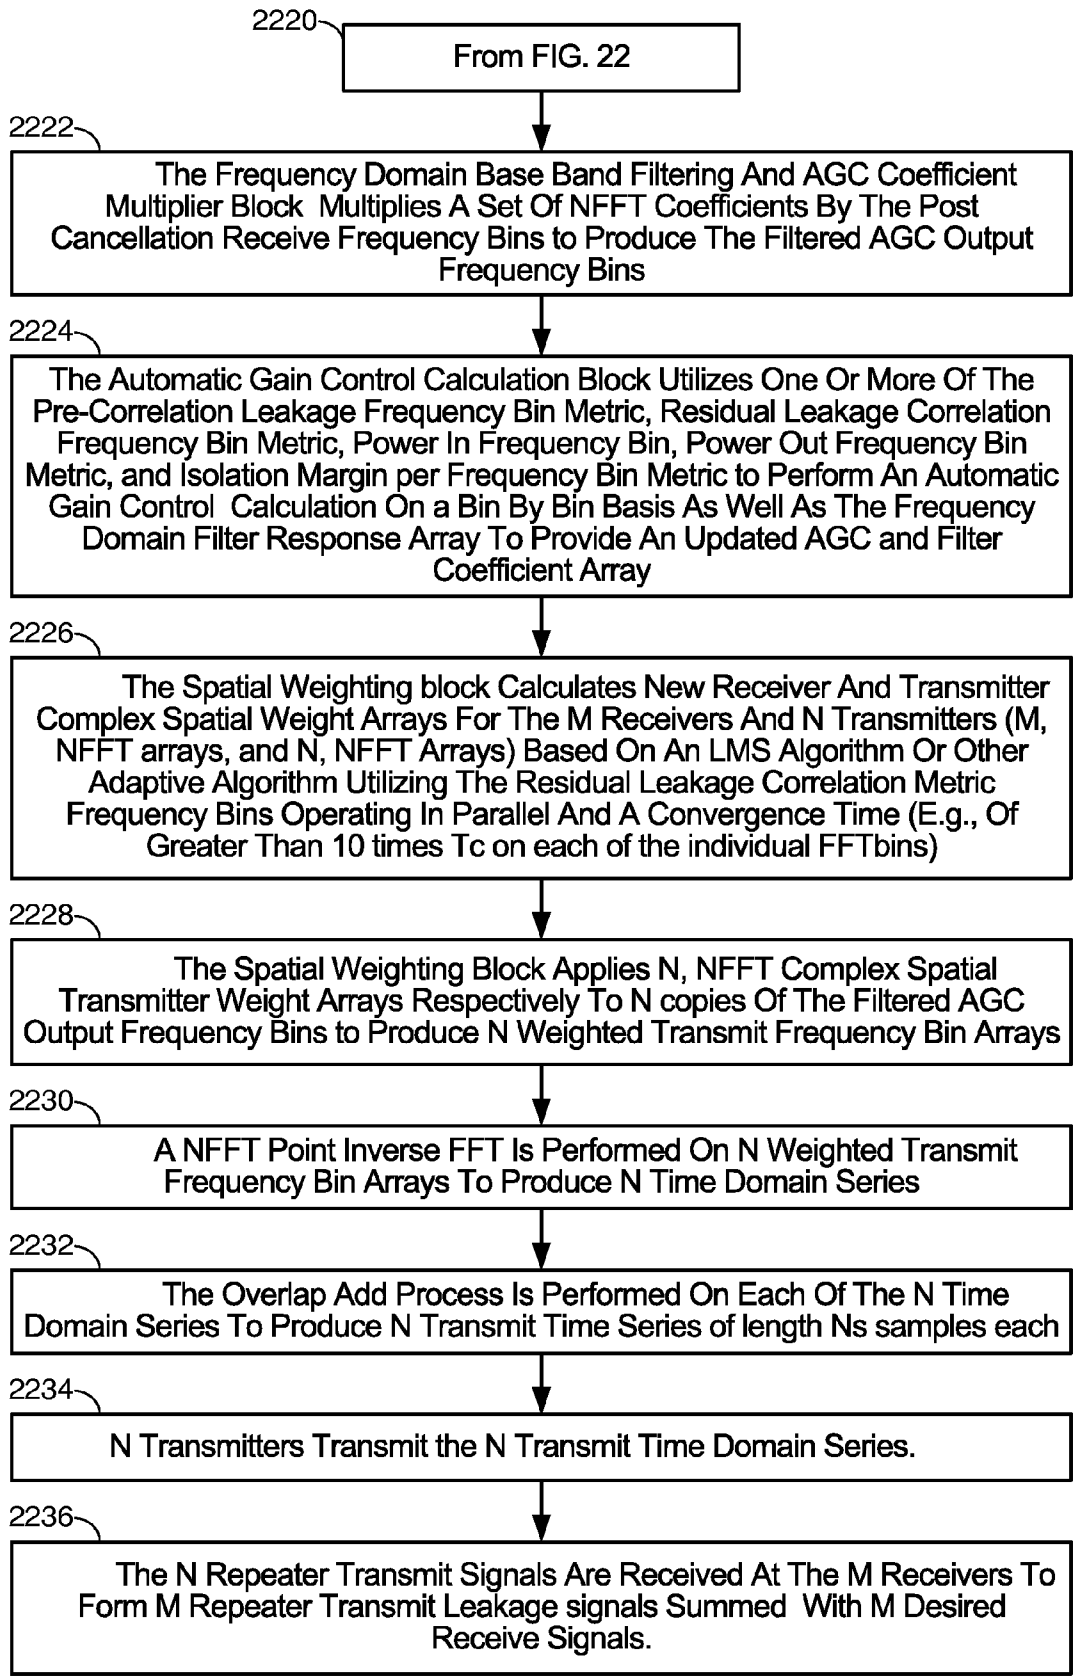 2220
From FIG. 22
2222
The Frequency Domain Base Band Filtering And AGC Coefficient
Multiplier Block Multiplies A Set Of NFFT Coefficients By The Post
Cancellation Receive Frequency Bins to Produce The Filtered AGC Output
Frequency Bins
2224
The Automatic Gain Control Calculation Block Utilizes One Or More Of The
Pre-Correlation Leakage Frequency Bin Metric, Residual Leakage Correlation
Frequency Bin Metric, Power In Frequency Bin, Power Out Frequency Bin
Metric, and Isolation Margin per Frequency Bin Metric to Perform An Automatic
Gain Control Calculation On a Bin By Bin Basis As Well As The Frequency
Domain Filter Response Array To Provide An Updated AGC and Filter
Coefficient Array
2226
The Spatial Weighting block Calculates New Receiver And Transmitter
Complex Spatial Weight Arrays For The M Receivers And N Transmitters (M,
NFFT arrays, and N, NFFT Arrays) Based On An LMS Algorithm Or Other
Adaptive Algorithm Utilizing The Residual Leakage Correlation Metric
Frequency Bins Operating In Parallel And A Convergence Time (E.g., Of
Greater Than 10 times Tc on each of the individual FFTbins)
2228
The Spatial Weighting Block Applies N, NFFT Complex Spatial
Transmitter Weight Arrays Respectively To N copies Of The Filtered AGC
Output Frequency Bins to Produce N Weighted Transmit Frequency Bin Arrays
2230
A NFFT Point Inverse FFT Is Performed On N Weighted Transmit
Frequency Bin Arrays To Produce N Time Domain Series
2232
The Overlap Add Process Is Performed On Each Of The N Time
Domain Series To Produce N Transmit Time Series of length Ns samples each
2234
N Transmitters Transmit the N Transmit Time Domain Series.
2236
The N Repeater Transmit Signals Are Received At The M Receivers To
Form M Repeater Transmit Leakage signals Summed With M Desired
Receive Signals.